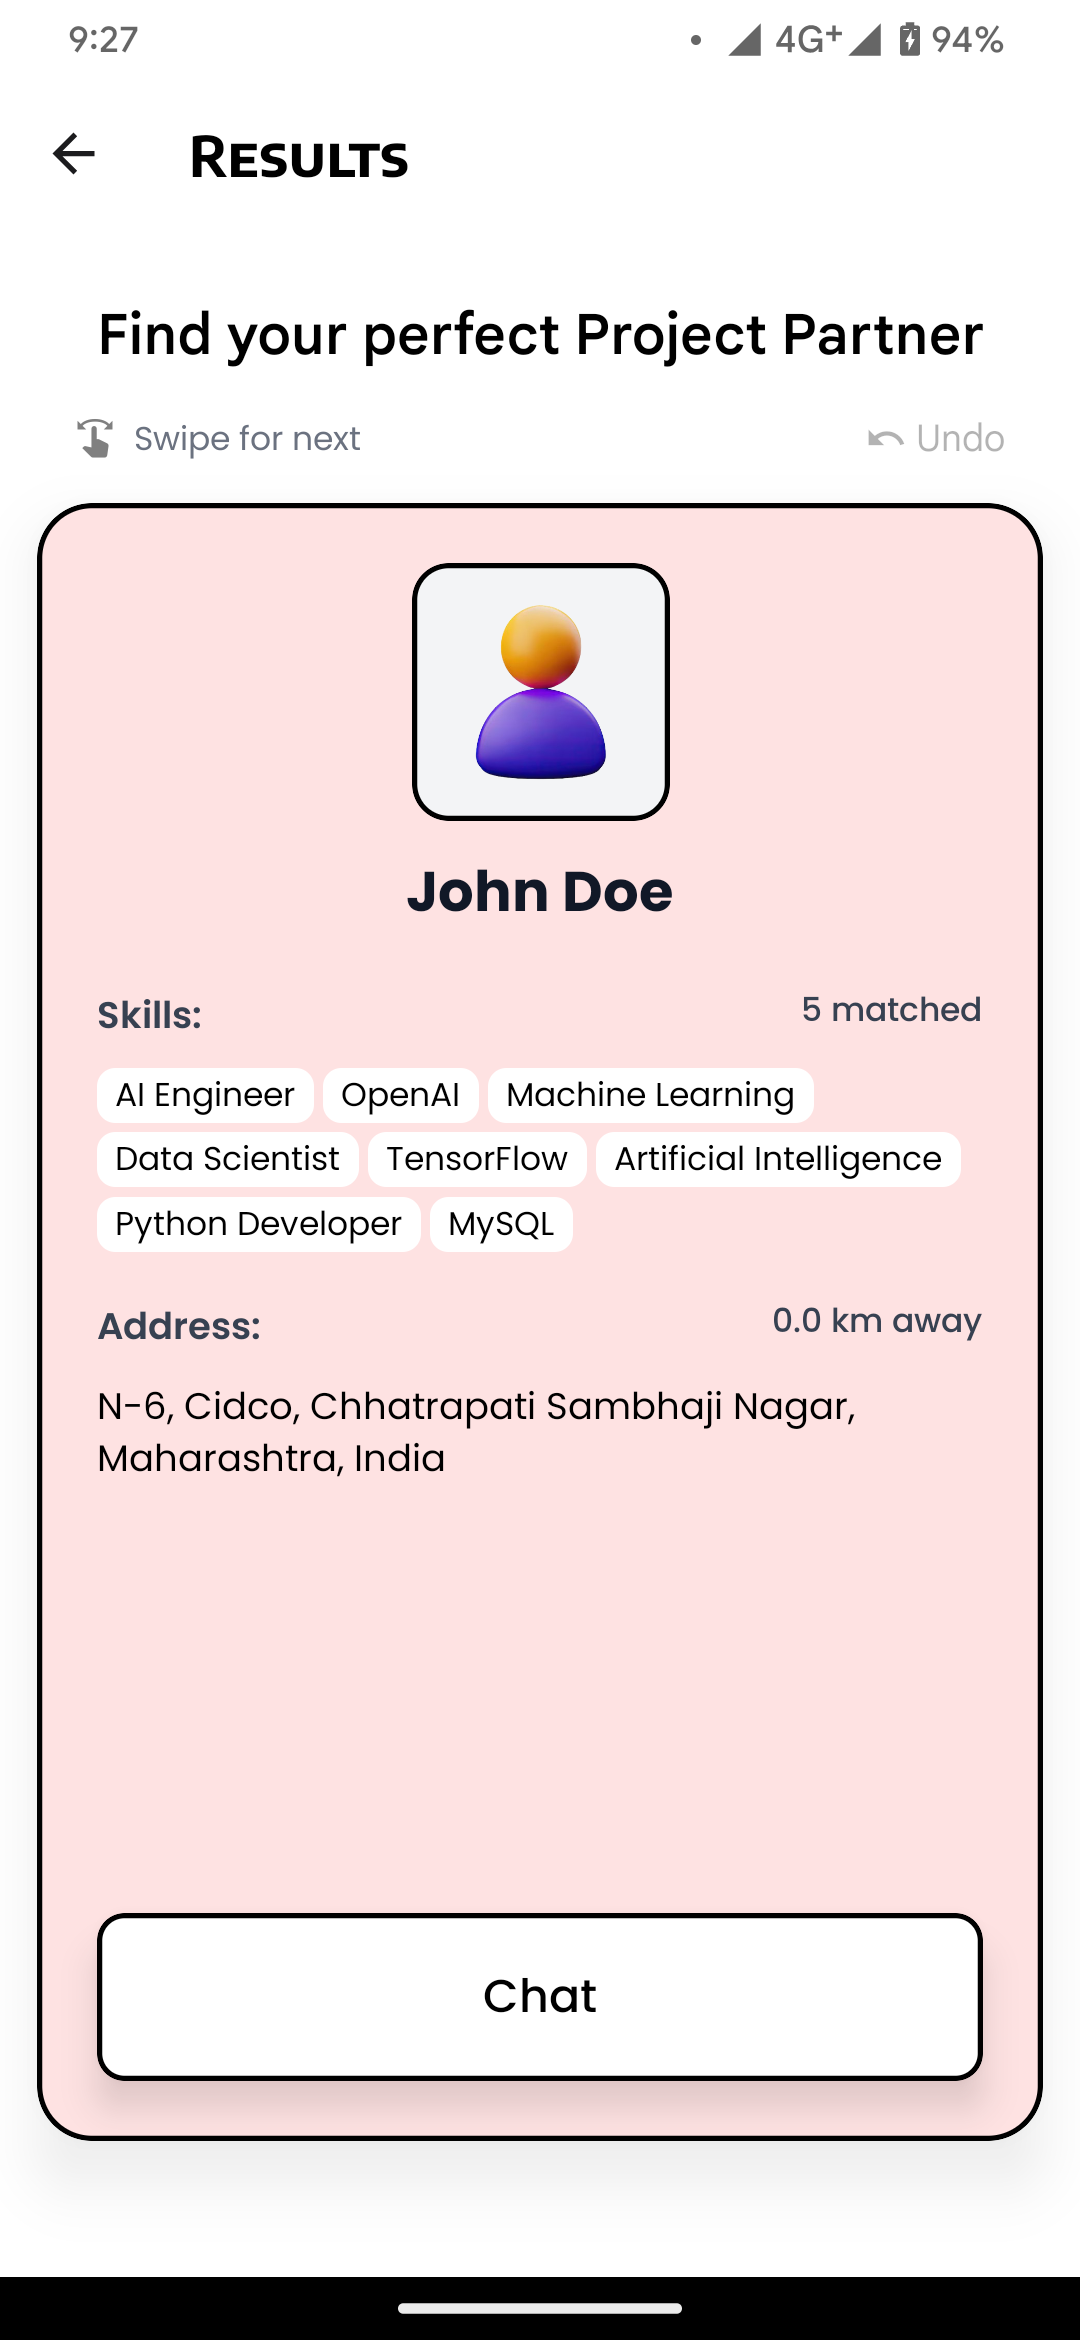 9:27 4G+ 94%
RESULTS
Find your perfect Project Partner
Swipe for next Undo
John Doe
Skills: 5 matched
AI Engineer OpenAI Machine Learning
Data Scientist TensorFlow Artificial Intelligence
Python Developer MySQL
Address: 0.0 km away
N-6, Cidco, Chhatrapati Sambhaji Nagar,
Maharashtra, India
Chat